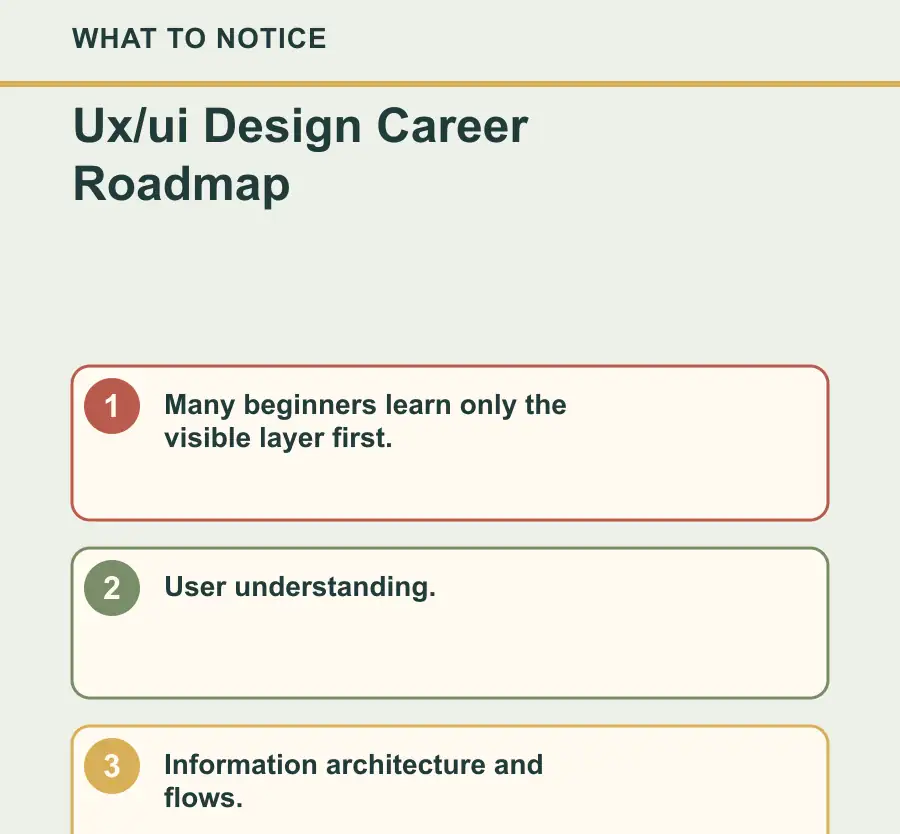 WHAT TO NOTICE
Ux/ui Design Career
Roadmap
1
Many beginners learn only the
visible layer first.
2
User understanding.
3
Information architecture and
flows.